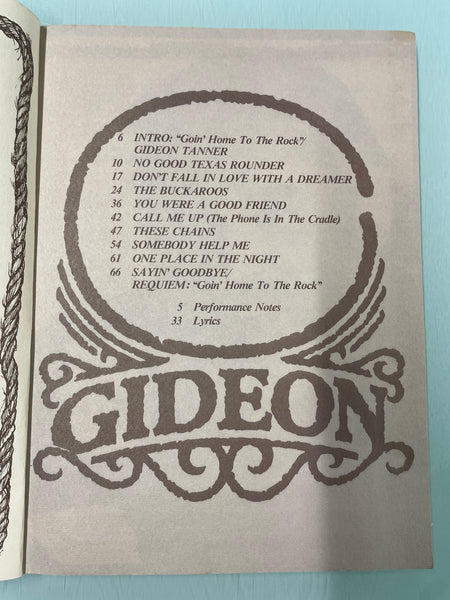 6 INTRO: "Goin' Home To The Rock"/
GIDEON TANNER
10 NO GOOD TEXAS ROUNDER
17 DON'T FALL IN LOVE WITH A DREAMER
24 THE BUCKAROOS
36 YOU WERE A GOOD FRIEND
42 CALL ME UP (The Phone Is In The Cradle)
47 THESE CHAINS
54 SOMEBODY HELP ME
61 ONE PLACE IN THE NIGHT
66 SAYIN' GOODBYE/
REQUIEM: "Goin' Home To The Rock"
5 Performance Notes
33 Lyrics
GIDEON